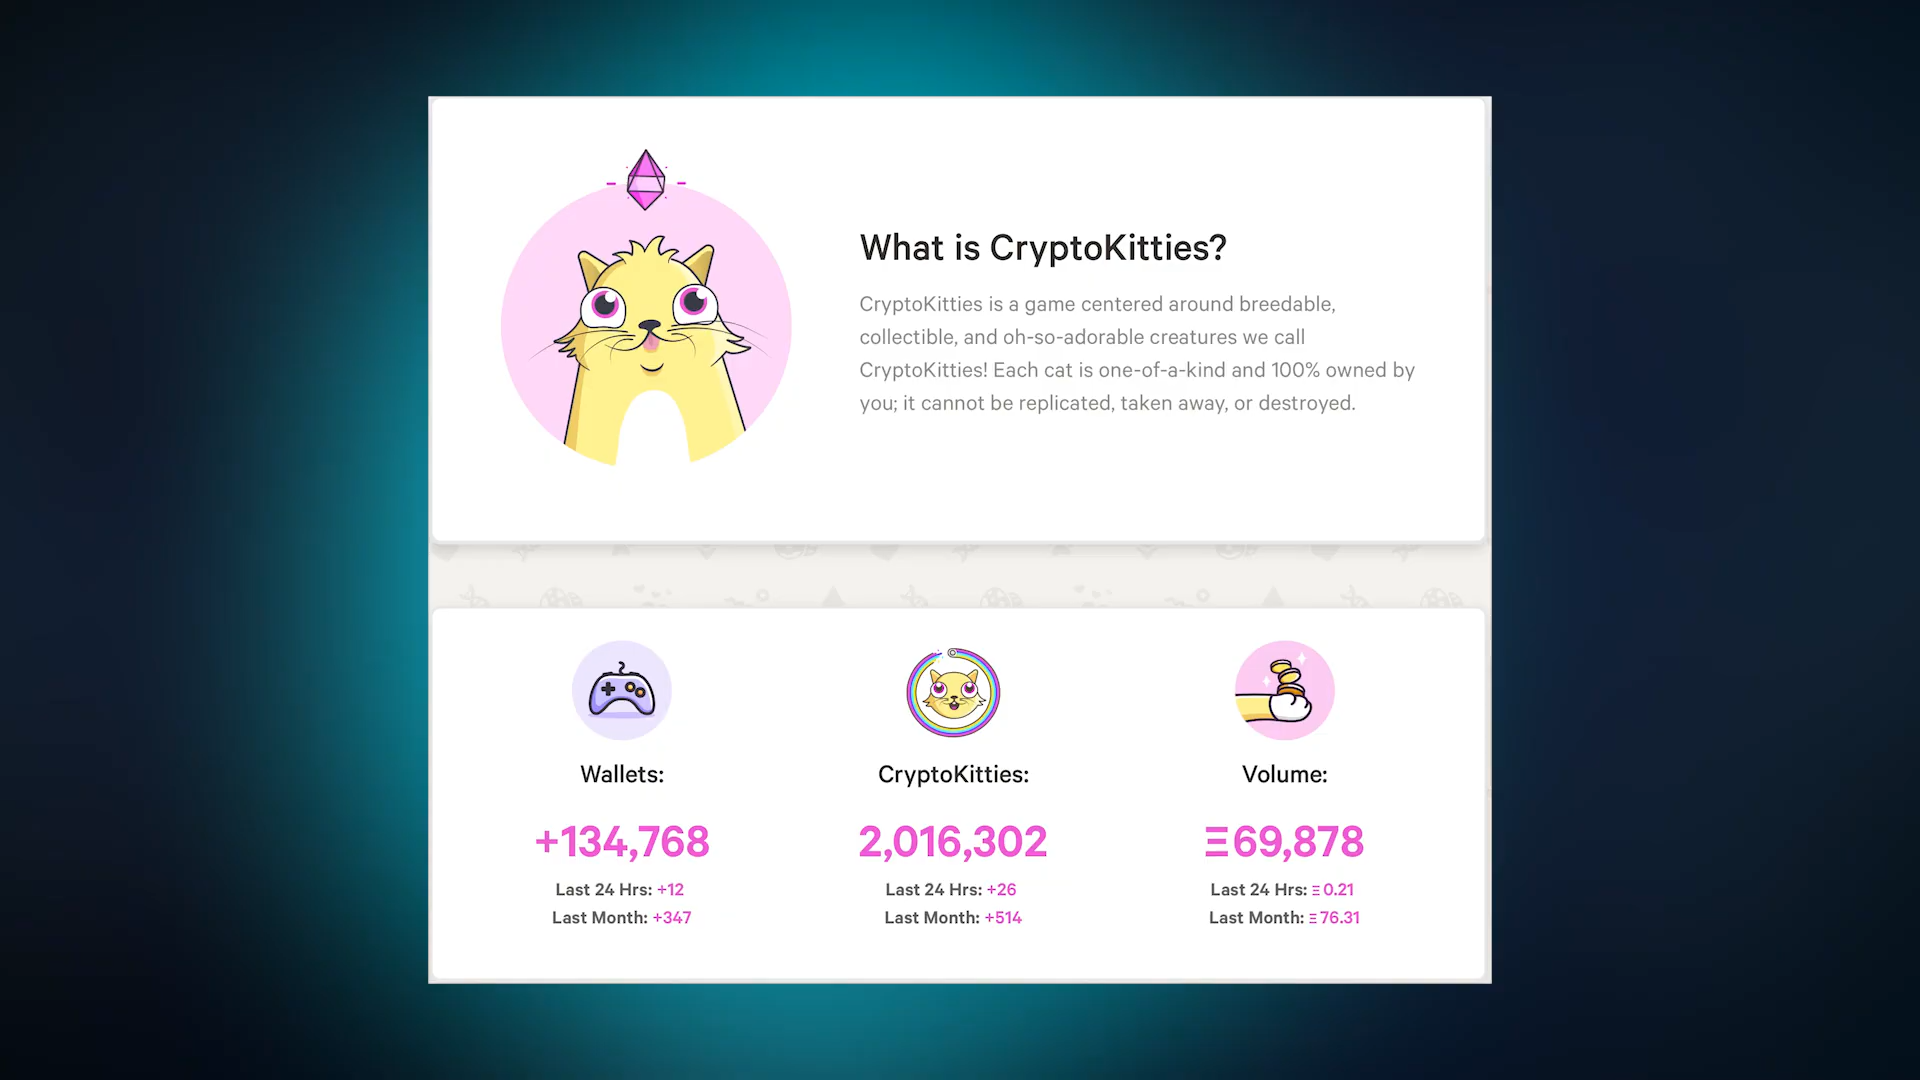 What is CryptoKitties?
CryptoKitties is a game centered around breedable,
collectible, and oh-so-adorable creatures we call
CryptoKitties! Each cat is one-of-a-kind and 100% owned by
you; it cannot be replicated, taken away, or destroyed.
Wallets:
+134,768
Last 24 Hrs: +12
Last Month: +347
CryptoKitties:
2,016,302
Last 24 Hrs: +26
Last Month: +514
Volume:
Ξ69,878
Last 24 Hrs: Ξ 0.21
Last Month: Ξ 76.31